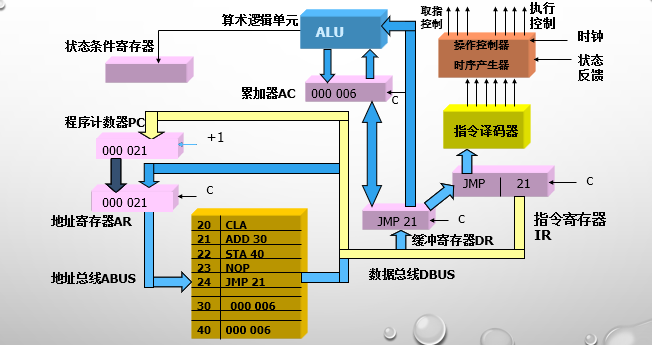 取指
控制
执行
控制
算术逻辑单元
ALU
操作控制器
时序产生器
时钟
状态
反馈
状态条件寄存器
累加器AC
000 006
C
指令译码器
程序计数器PC
+1
000 021
JMP
21
C
000 021
C
地址寄存器AR
JMP 21
C
指令寄存器
IR
缓冲寄存器DR
20 CLA
21 ADD 30
22 STA 40
23 NOP
24 JMP 21
30 000 006
40 000 006
地址总线ABUS
数据总线DBUS